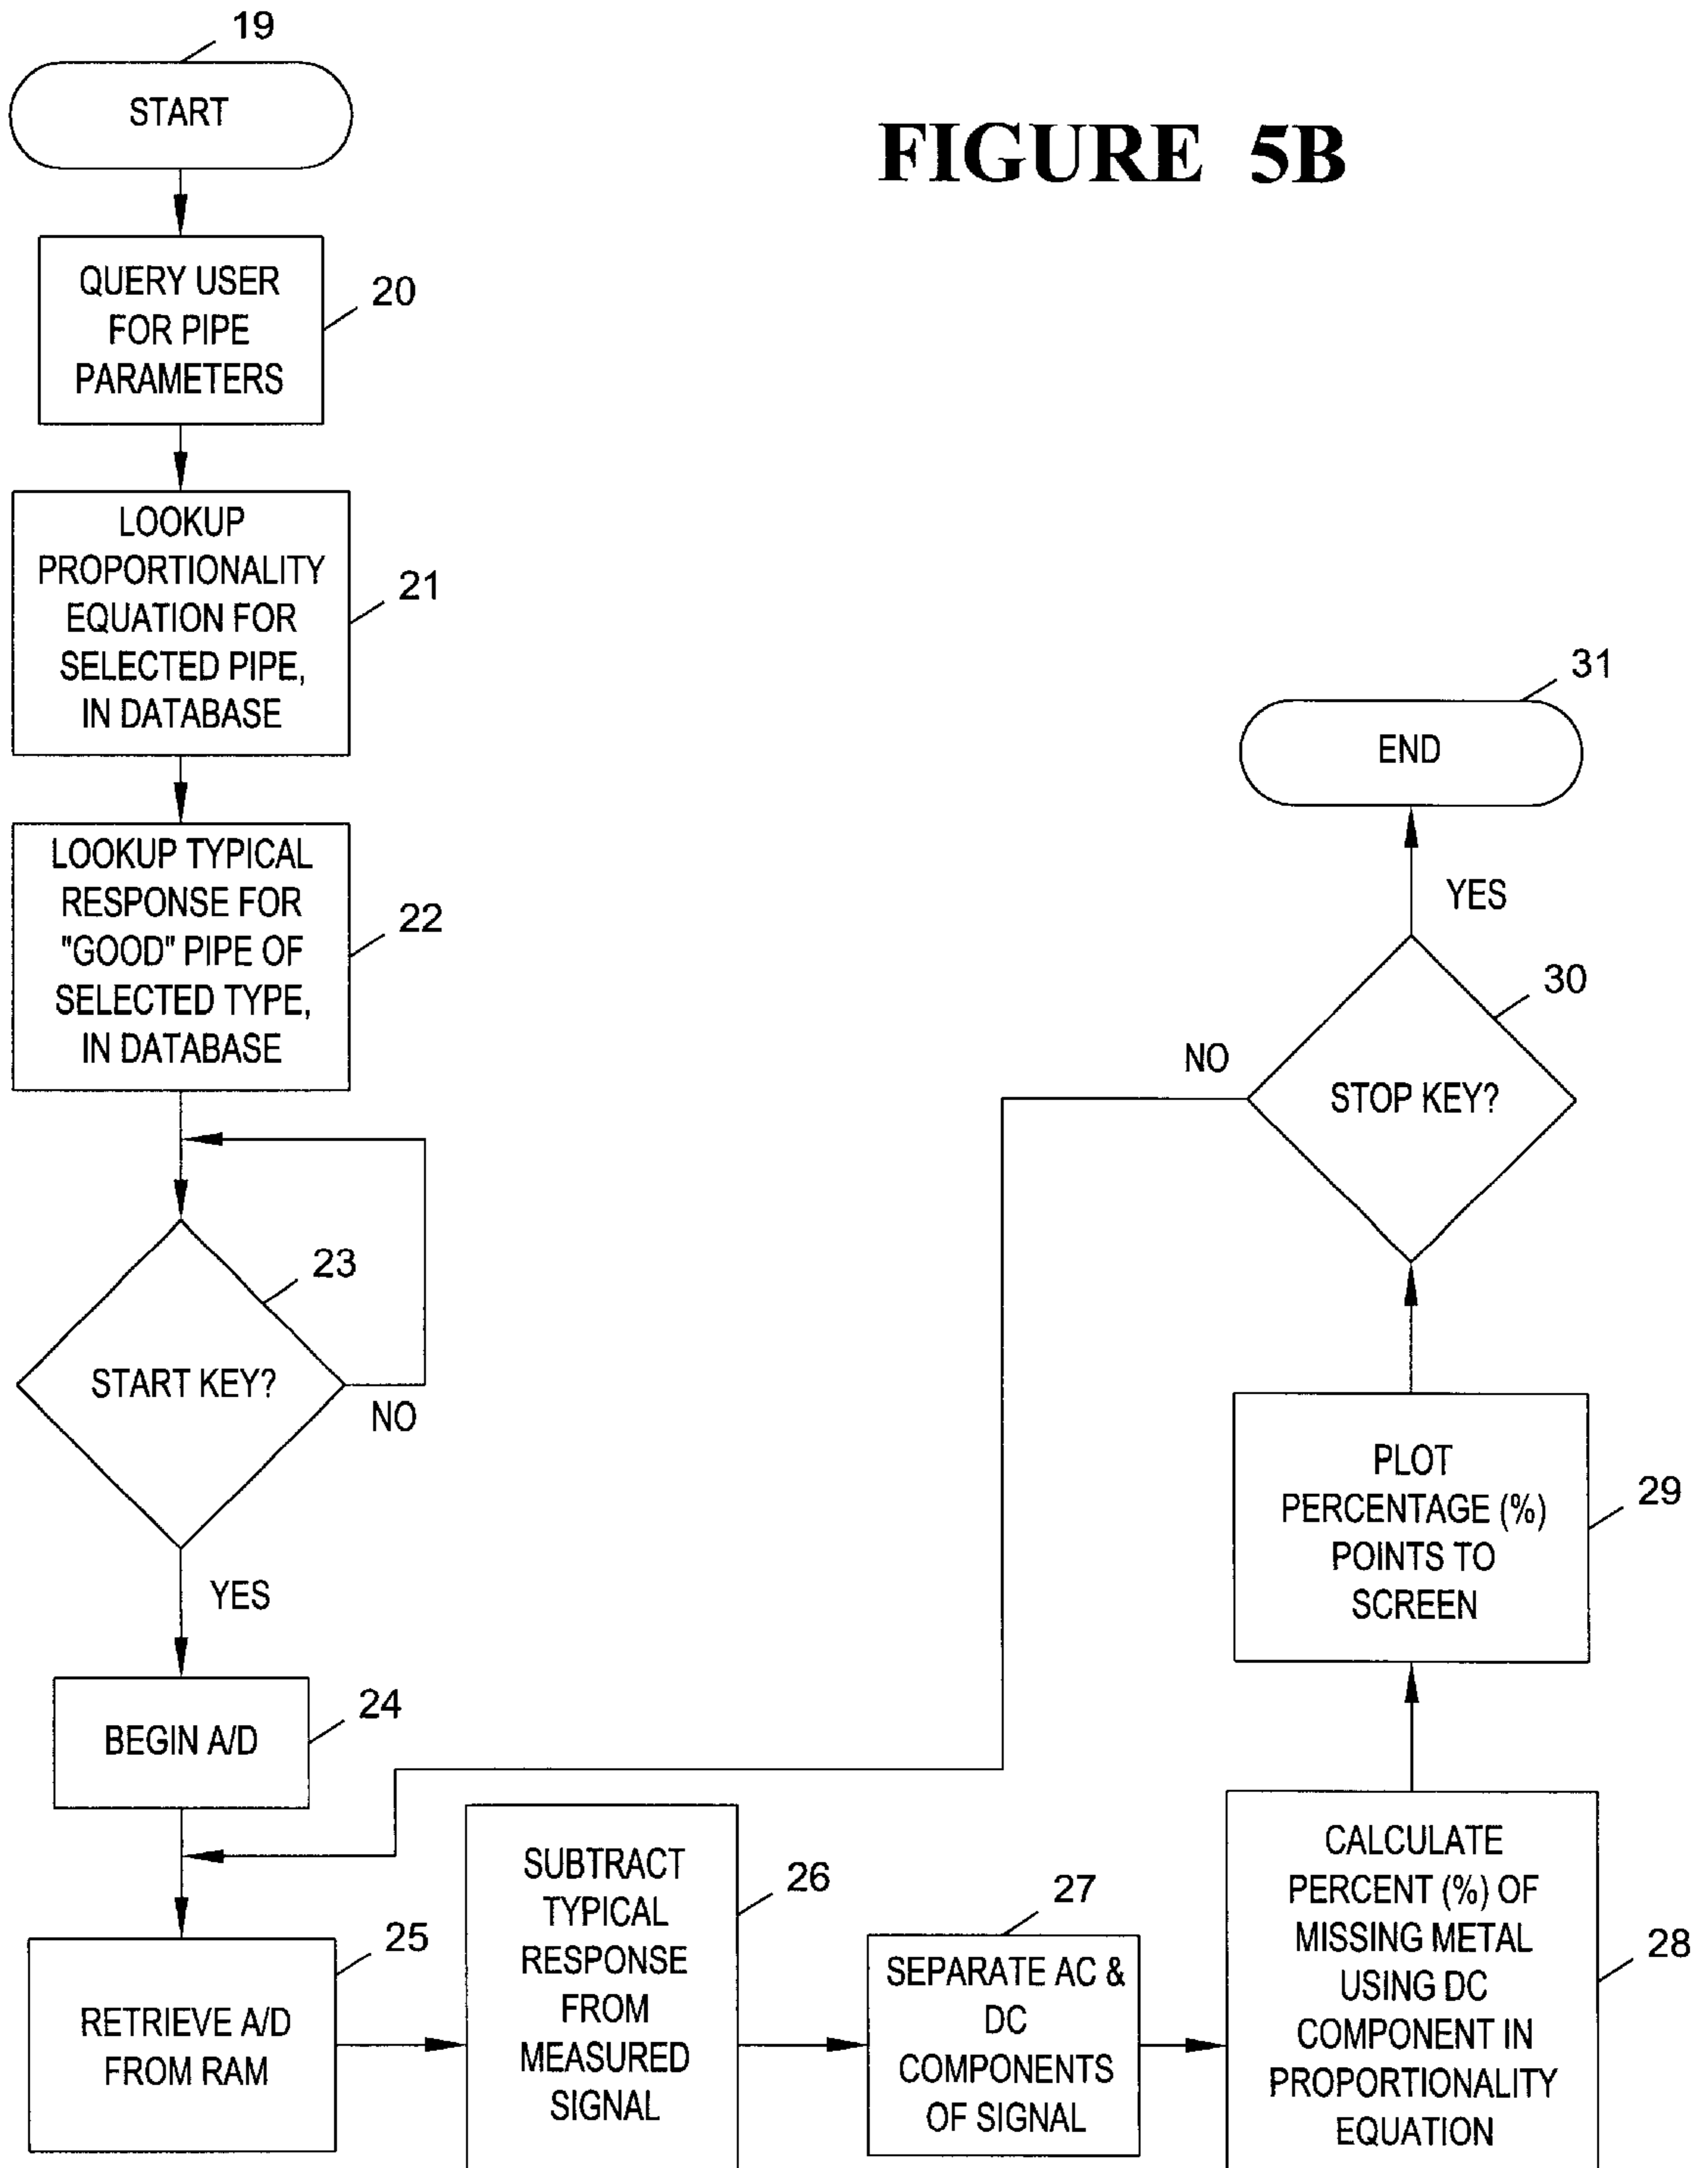 FIGURE 5B
19
START
QUERY USER
FOR PIPE
PARAMETERS
20
LOOKUP
PROPORTIONALITY
EQUATION FOR
SELECTED PIPE,
IN DATABASE
21
LOOKUP TYPICAL
RESPONSE FOR
"GOOD" PIPE OF
SELECTED TYPE,
IN DATABASE
22
23
START KEY?
NO
YES
BEGIN A/D
24
25
RETRIEVE A/D
FROM RAM
SUBTRACT
TYPICAL
RESPONSE
FROM
MEASURED
SIGNAL
26
27
SEPARATE AC &
DC
COMPONENTS
OF SIGNAL
CALCULATE
PERCENT (%) OF
MISSING METAL
USING DC
COMPONENT IN
PROPORTIONALITY
EQUATION
28
PLOT
PERCENTAGE (%)
POINTS TO
SCREEN
29
30
STOP KEY?
NO
YES
31
END